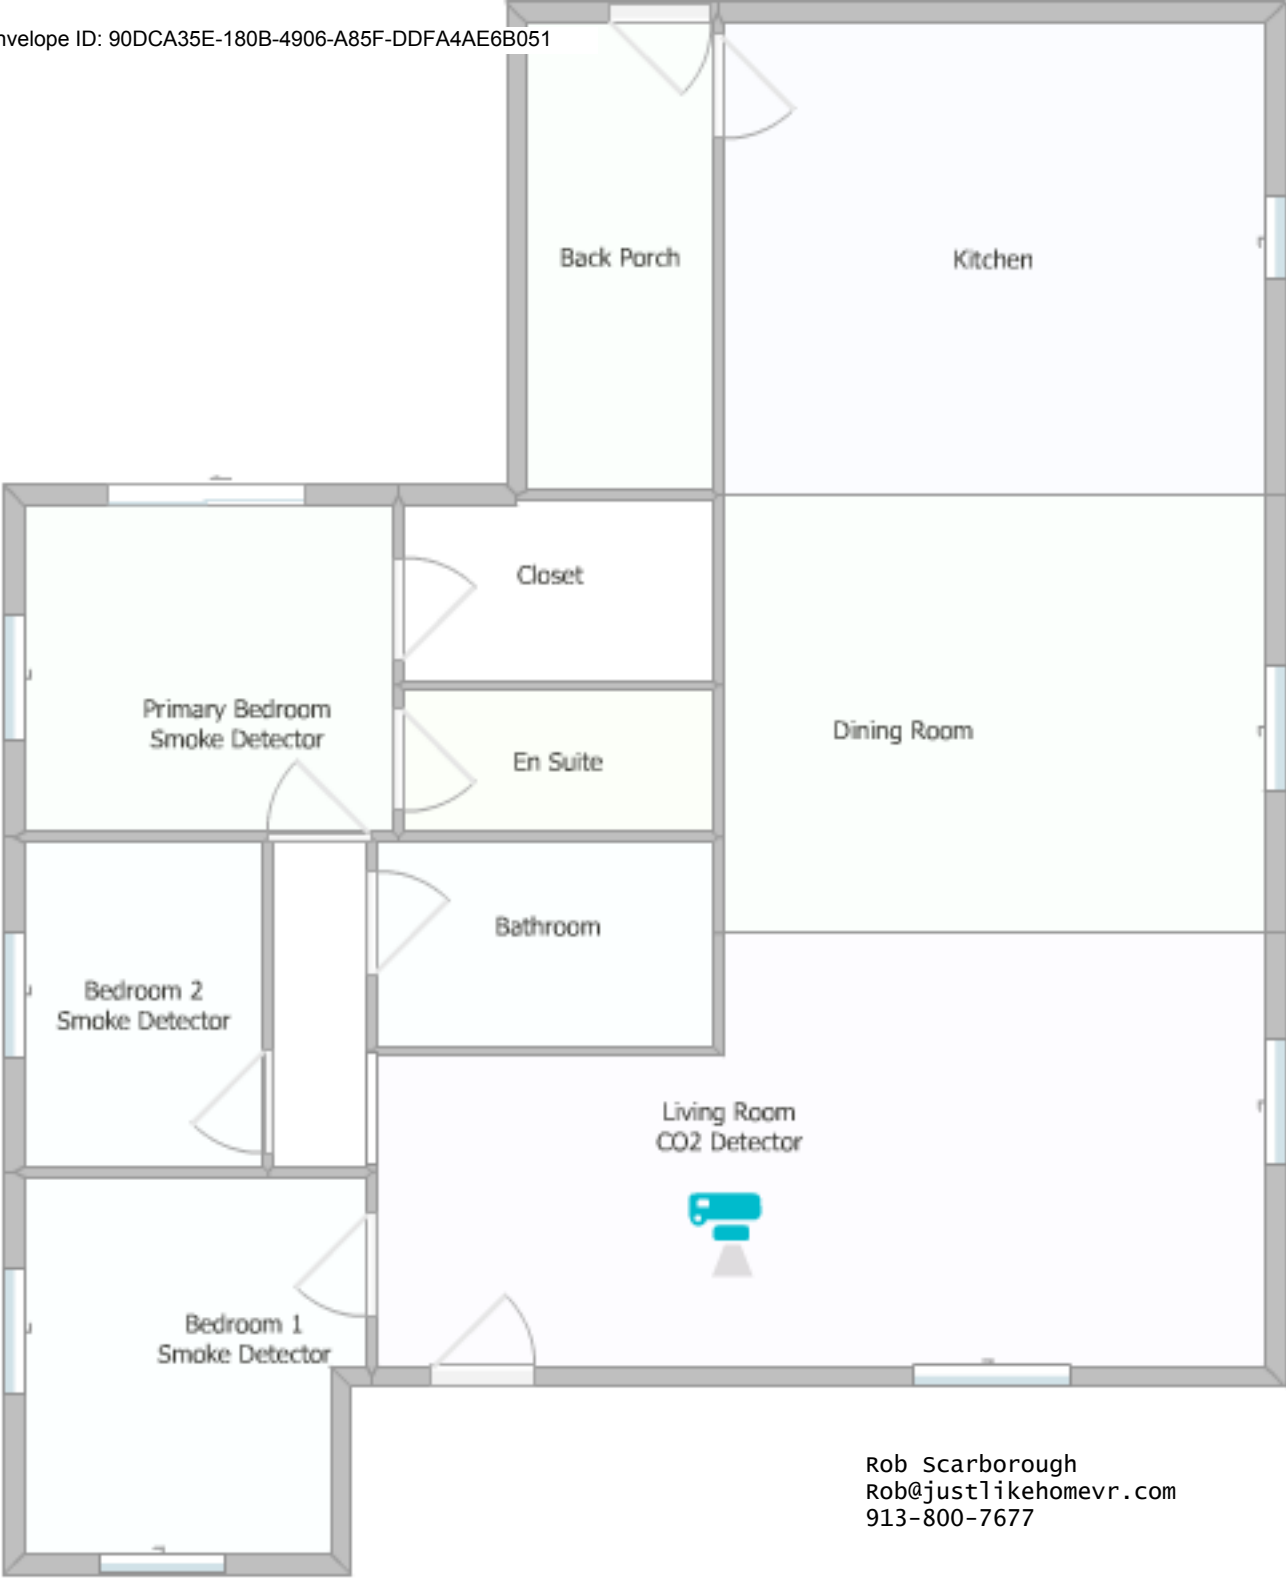 nvelope ID: 90DCA35E-180B-4906-A85F-DDFA4AE6B051
Back Porch
Kitchen
Closet
Primary Bedroom
Smoke Detector
En Suite
Dining Room
Bathroom
Bedroom 2
Smoke Detector
Living Room
CO2 Detector
Bedroom 1
Smoke Detector
Rob Scarborough
Rob@justlikehomevr.com
913-800-7677